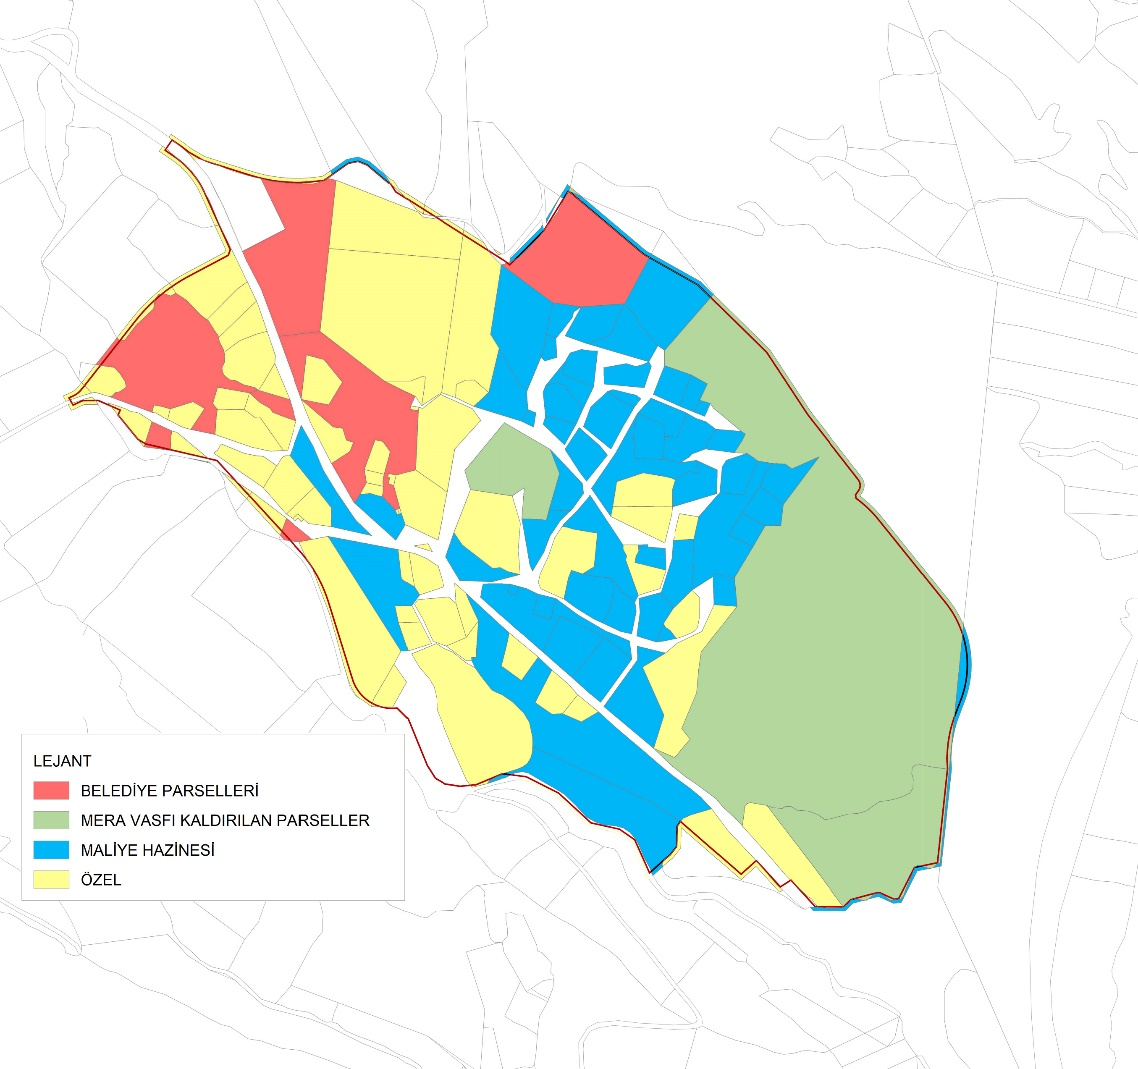 LEJANT
BELEDİYE PARSELLERİ
MERA VASFI KALDIRILAN PARSELLER
MALİYE HAZİNESİ
ÖZEL